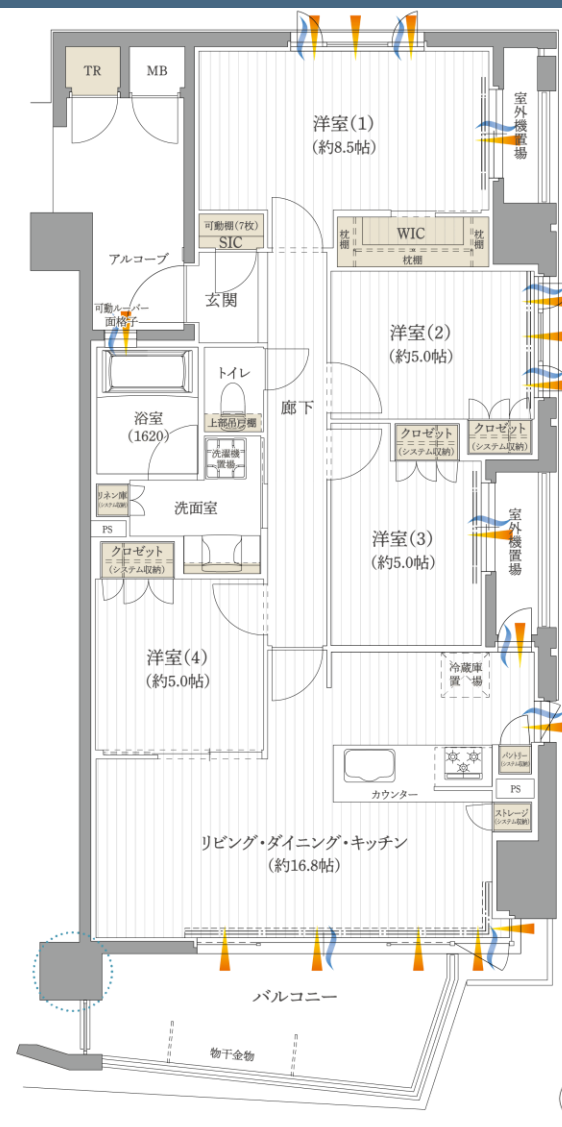 TR
MB
洋室(1)
(約8.5帖)
室外機置場
可動棚(7枚)
SIC
枕棚
WIC
枕棚
枕棚
アルコーブ
玄関
可動ルーバー
面格子
洋室(2)
(約5.0帖)
トイレ
廊下
浴室
(1620)
上部吊戸棚
クロゼット
(システム収納)
クロゼット
(システム収納)
洗濯機
置場
リネン庫
(システム収納)
洗面室
PS
洋室(3)
(約5.0帖)
室外機置場
クロゼット
(システム収納)
洋室(4)
(約5.0帖)
冷蔵庫
置場
パントリー
(システム収納)
カウンター
PS
ストレージ
(システム収納)
リビング・ダイニング・キッチン
(約16.8帖)
バルコニー
物干金物